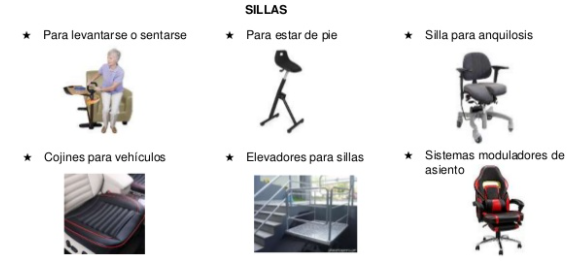 SILLAS
★ Para levantarse o sentarse
★ Para estar de pie
★ Silla para anquilosis
★ Cojines para vehículos
★ Elevadores para sillas
★ Sistemas moduladores de
asiento